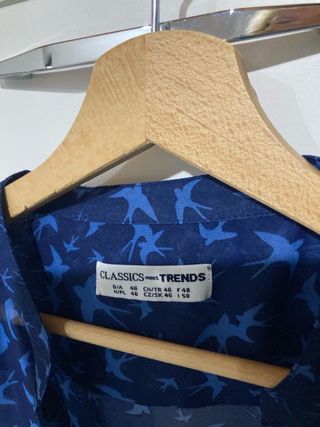 CLASSICS meet TRENDS
D/A 46 CH/TR 46 F 48
H/PL 46 CZ/SK 46 I 50